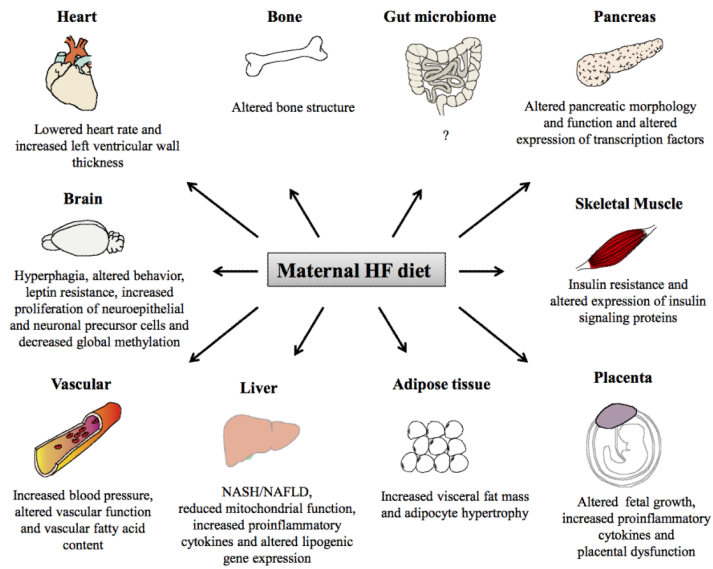 Heart
Lowered heart rate and
increased left ventricular wall
thickness
Bone
Altered bone structure
Gut microbiome
?
Pancreas
Altered pancreatic morphology
and function and altered
expression of transcription factors
Brain
Hyperphagia, altered behavior,
leptin resistance, increased
proliferation of neuroepithelial
and neuronal precursor cells and
decreased global methylation
Maternal HF diet
Skeletal Muscle
Insulin resistance and
altered expression of insulin
signaling proteins
Vascular
Increased blood pressure,
altered vascular function
and vascular fatty acid
content
Liver
NASH/NAFLD,
reduced mitochondrial function,
increased proinflammatory
cytokines and altered lipogenic
gene expression
Adipose tissue
Increased visceral fat mass
and adipocyte hypertrophy
Placenta
Altered fetal growth,
increased proinflammatory
cytokines and
placental dysfunction